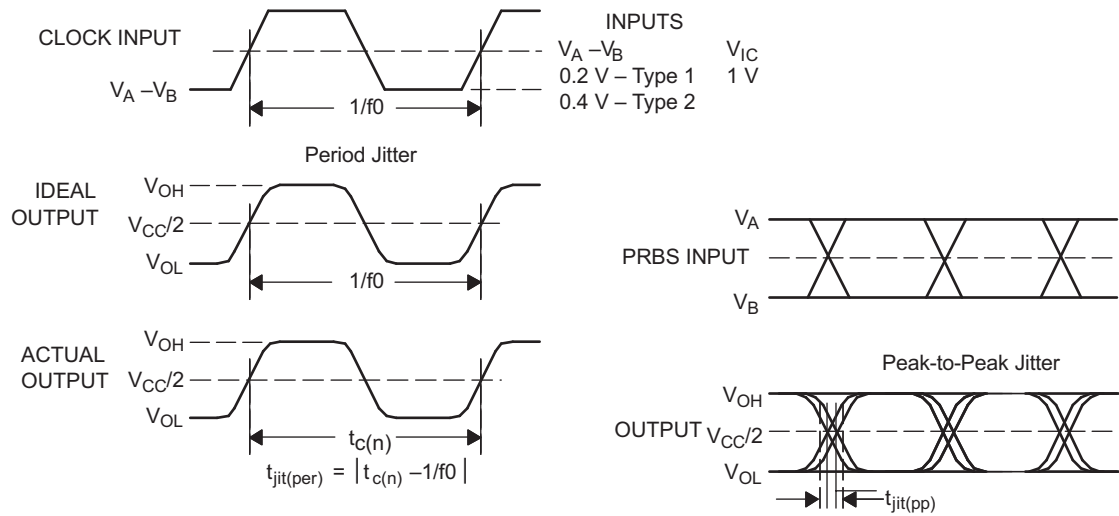 CLOCK INPUT
V_A –V_B
1/f0
INPUTS
V_A –V_B V_IC
0.2 V – Type 1 1 V
0.4 V – Type 2
Period Jitter
IDEAL
OUTPUT
V_OH
V_CC/2
V_OL
1/f0
ACTUAL
OUTPUT
V_OH
V_CC/2
V_OL
t_c(n)
t_jit(per) = | t_c(n) –1/f0 |
V_A
PRBS INPUT
V_B
Peak-to-Peak Jitter
V_OH
OUTPUT V_CC/2
V_OL
t_jit(pp)